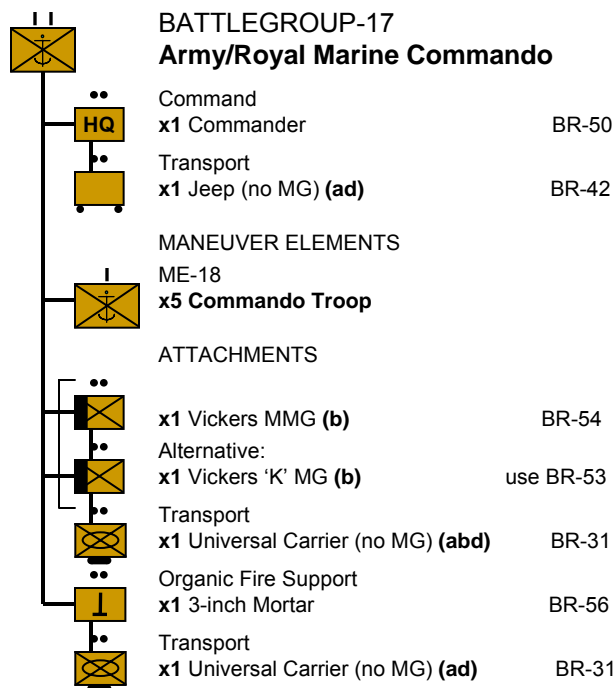 BATTLEGROUP-17
Army/Royal Marine Commando
Command
HQ x1 Commander BR-50
Transport
x1 Jeep (no MG) (ad) BR-42
MANEUVER ELEMENTS
ME-18
x5 Commando Troop
ATTACHMENTS
x1 Vickers MMG (b) BR-54
Alternative:
x1 Vickers ‘K’ MG (b) use BR-53
Transport
x1 Universal Carrier (no MG) (abd) BR-31
Organic Fire Support
x1 3-inch Mortar BR-56
Transport
x1 Universal Carrier (no MG) (ad) BR-31